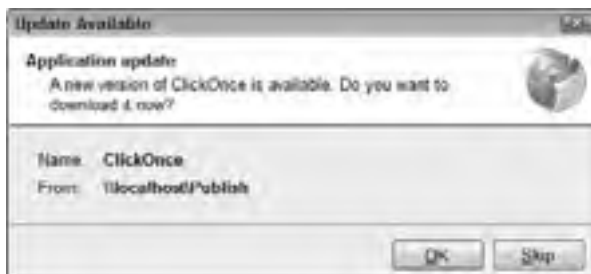 Update Available
Application update
A new version of ClickOnce is available. Do you want to
download it now?
Name: ClickOnce
From: \\localhost\Publish
OK
Skip